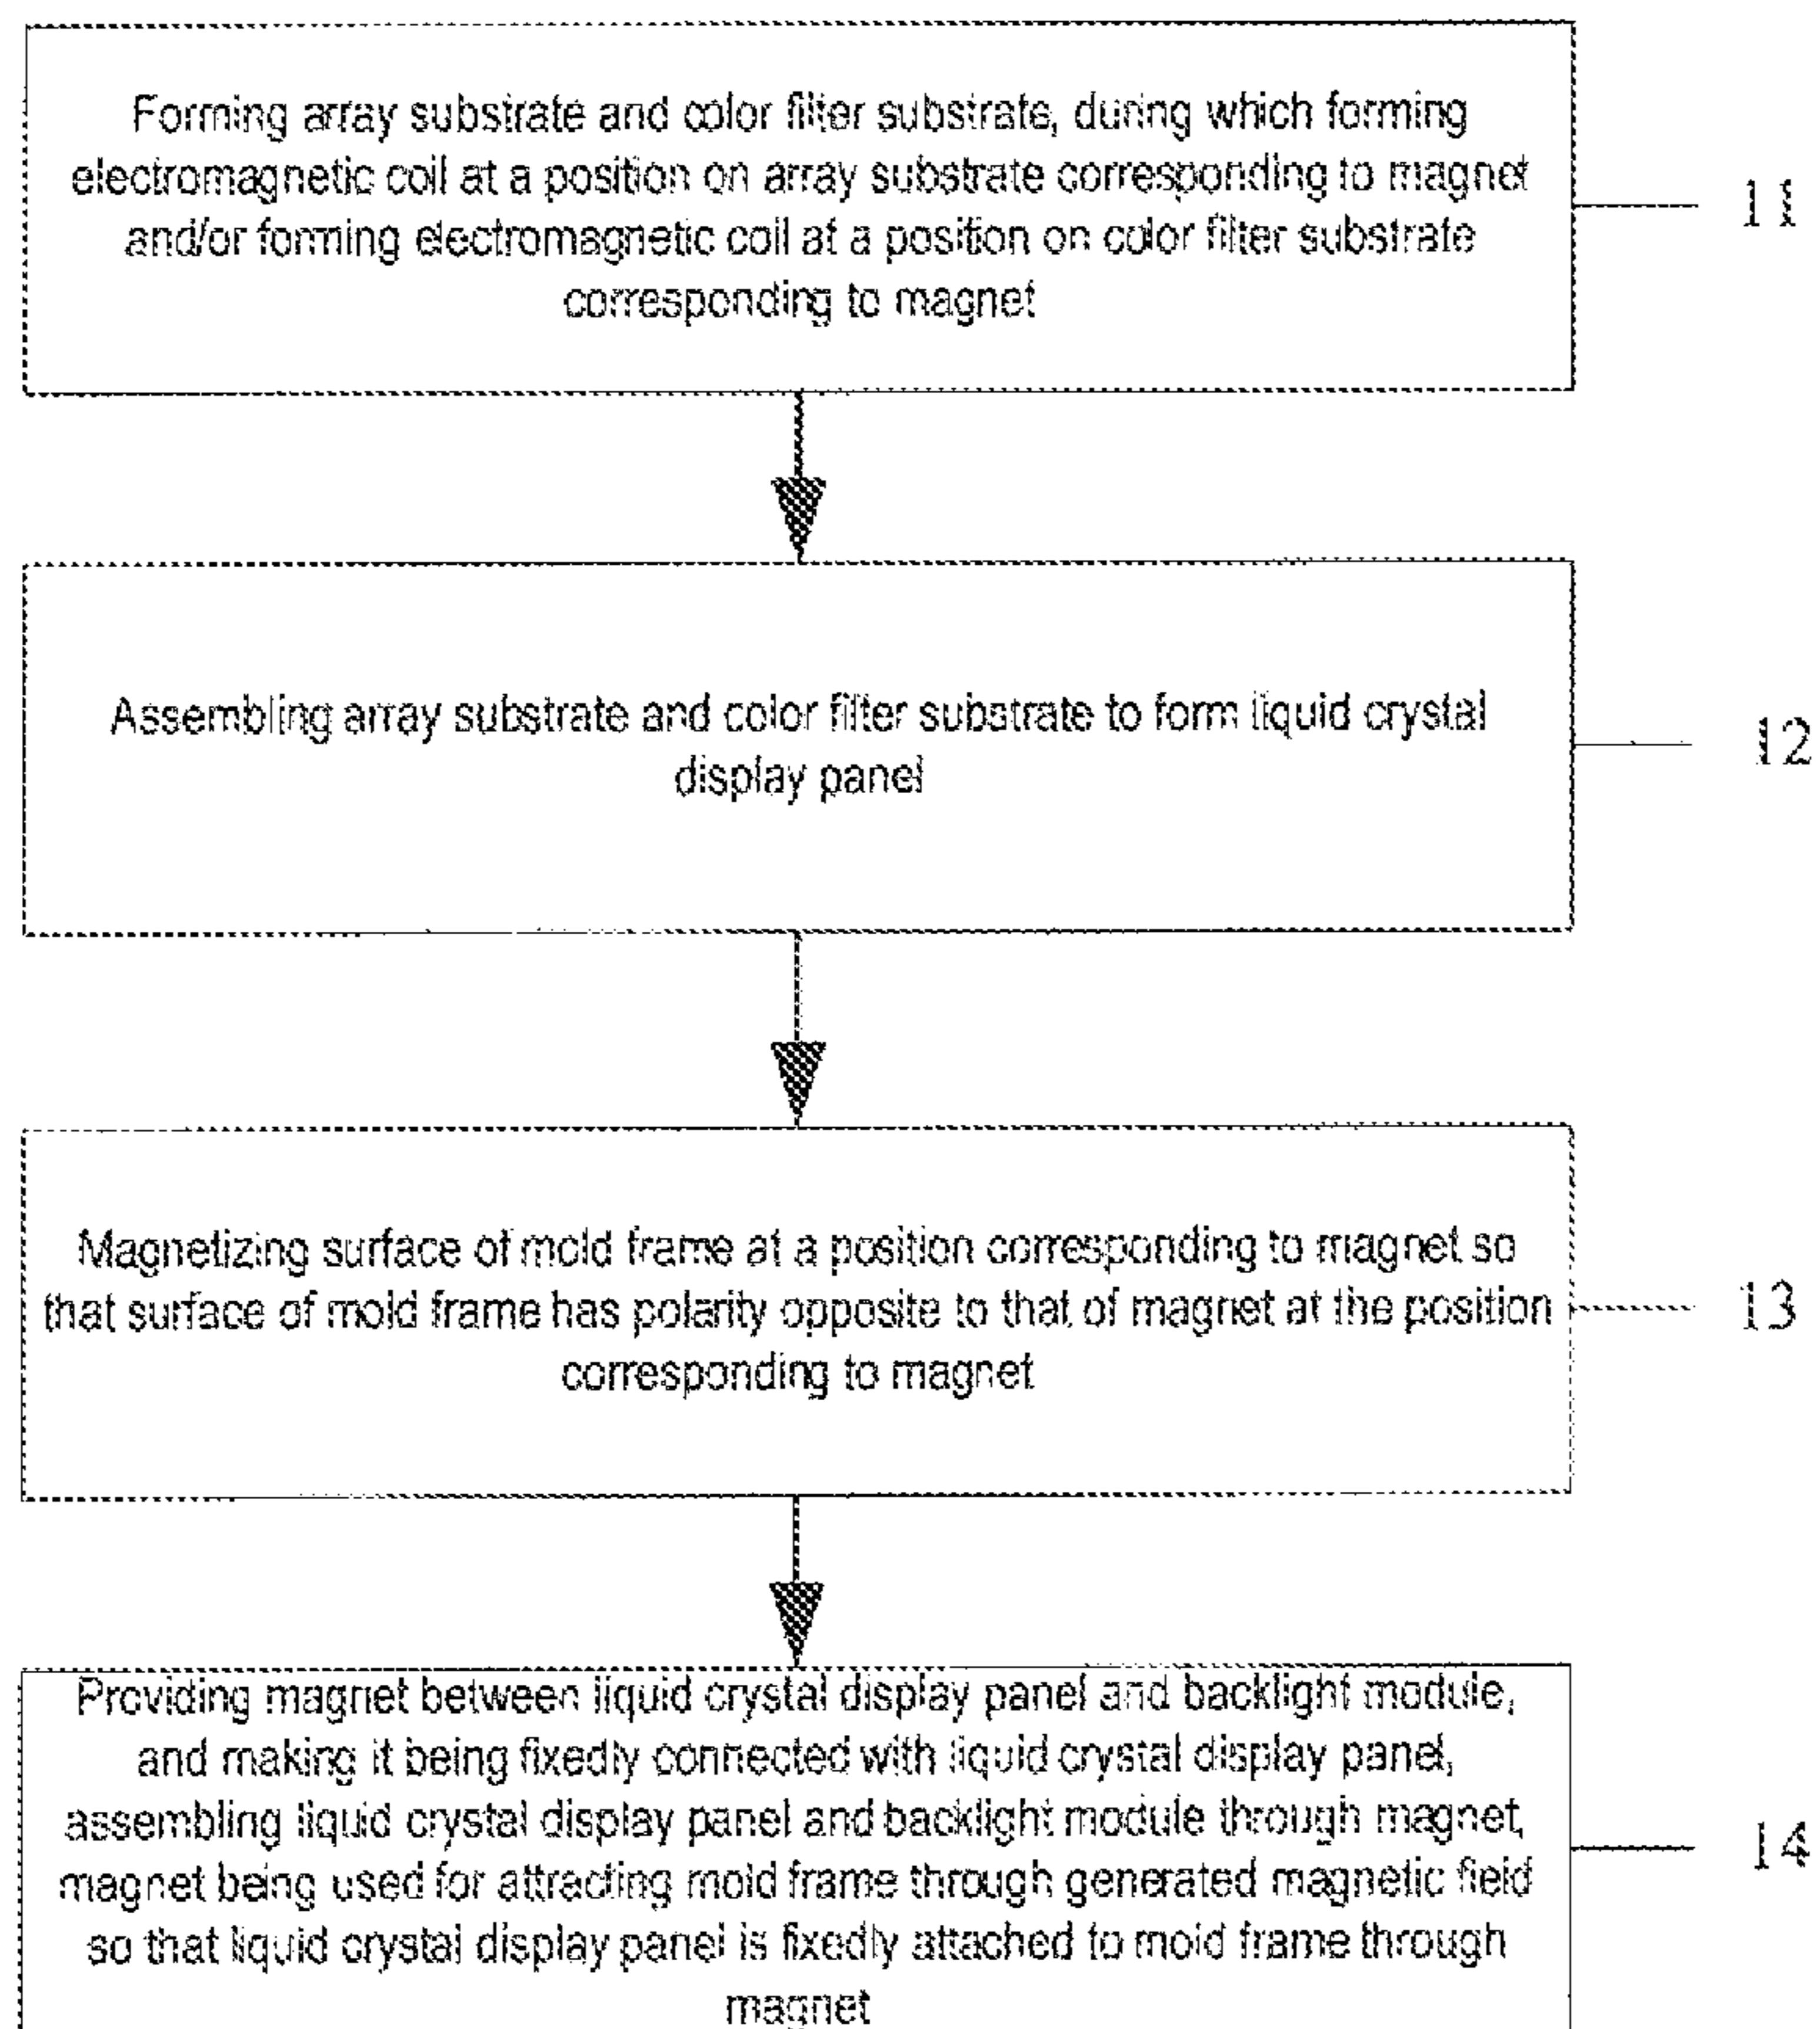 Forming array substrate and color filter substrate, during which forming
electromagnetic coil at a position on array substrate corresponding to magnet
and/or forming electromagnetic coil at a position on color filter substrate
corresponding to magnet
11
Assembling array substrate and color filter substrate to form liquid crystal
display panel
12
Magnetizing surface of mold frame at a position corresponding to magnet so
that surface of mold frame has polarity opposite to that of magnet at the position
corresponding to magnet
13
Providing magnet between liquid crystal display panel and backlight module,
and making it being fixedly connected with liquid crystal display panel,
assembling liquid crystal display panel and backlight module through magnet,
magnet being used for attracting mold frame through generated magnetic field
so that liquid crystal display panel is fixedly attached to mold frame through
magnet
14